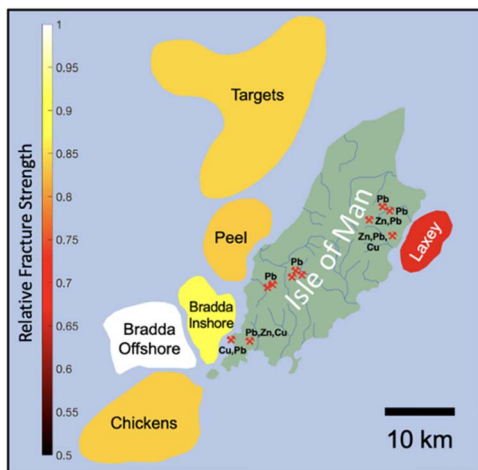 Relative Fracture Strength
1
0.95
0.9
0.85
0.8
0.75
0.7
0.65
0.6
0.55
0.5
Targets
Peel
Bradda
Inshore
Bradda
Offshore
Chickens
Isle of Man
Laxey
Pb
Pb
Zn,Pb
Zn,Pb,
Cu
Pb
Pb
Pb,Zn,Cu
Cu,Pb
10 km